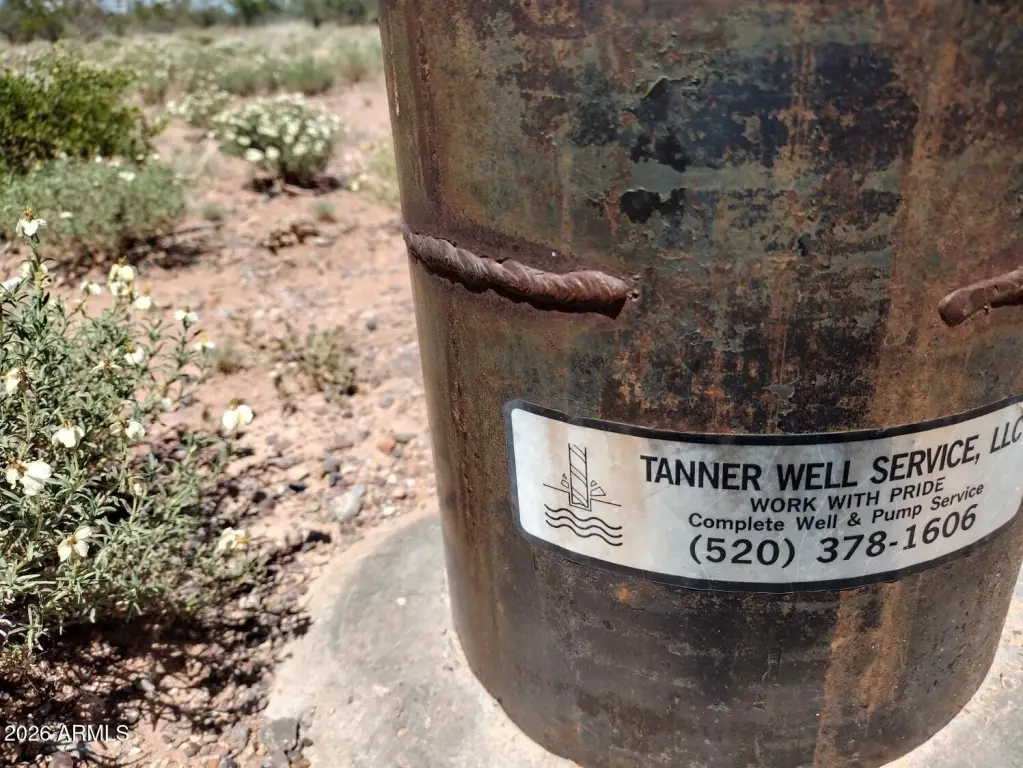 TANNER WELL SERVICE, LLC
WORK WITH PRIDE
Complete Well & Pump Service
(520) 378-1606
2026 ARMLS